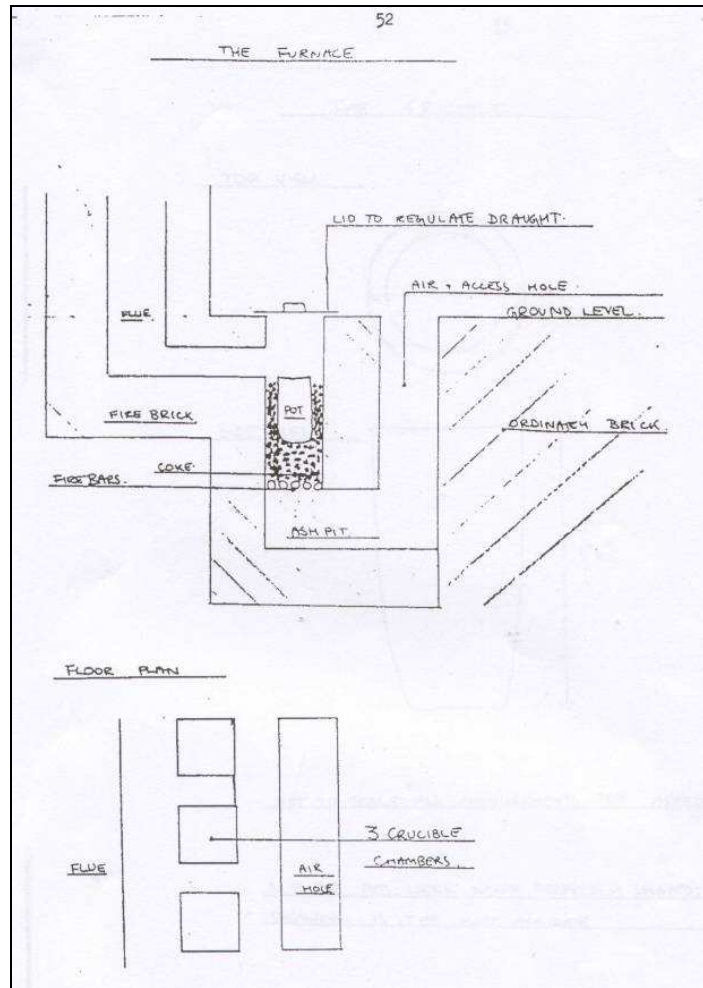 52
THE FURNACE
LID TO REGULATE DRAUGHT.
AIR + ACCESS HOLE.
GROUND LEVEL.
FLUE
POT
FIRE BRICK
ORDINATEY BRICK.
COKE.
FIRE BARS.
ASH PIT.
FLOOR PLAN
3 CRUCIBLE
CHAMBERS.
FLUE
AIR
HOLE